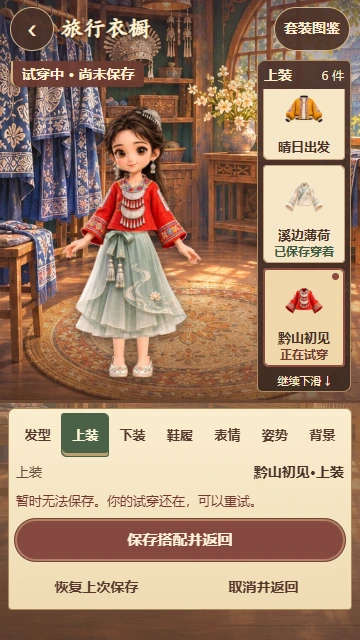 旅行衣橱
套装图鉴
试穿中•尚未保存
上装 6 件
晴日出发
溪边薄荷
已保存穿着
黔山初见
正在试穿
继续下滑↓
发型 上装 下装 鞋履 表情 姿势 背景
上装 黔山初见•上装
暂时无法保存。你的试穿还在，可以重试。
保存搭配并返回
恢复上次保存 取消并返回